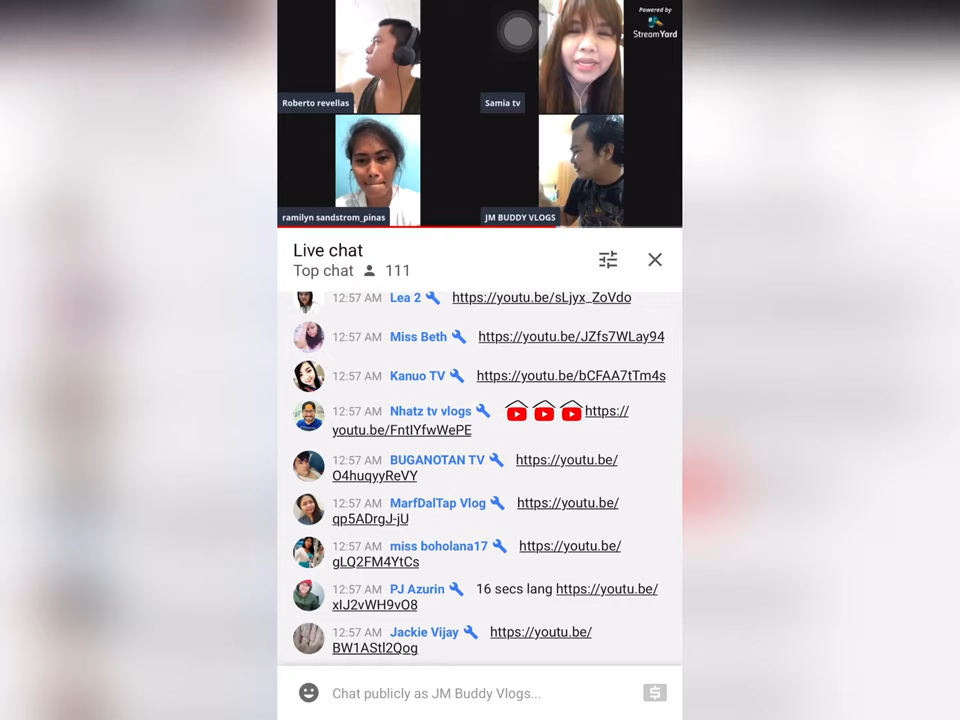 Powered by
StreamYard
Roberto revellas
Samia tv
ramilyn sandstrom_pinas
JM BUDDY VLOGS
Live chat
Top chat 111
12:57 AM Lea 2 https://youtu.be/sLjyx_ZoVdo
12:57 AM Miss Beth https://youtu.be/JZfs7WLay94
12:57 AM Kanuo TV https://youtu.be/bCFAA7tTm4s
12:57 AM Nhatz tv vlogs https://
youtu.be/FntIYfwWePE
12:57 AM BUGANOTAN TV https://youtu.be/
O4huqyyReVY
12:57 AM MarfDalTap Vlog https://youtu.be/
qp5ADrgJ-jU
12:57 AM miss boholana17 https://youtu.be/
gLQ2FM4YtCs
12:57 AM PJ Azurin 16 secs lang https://youtu.be/
xIJ2vWH9vO8
12:57 AM Jackie Vijay https://youtu.be/
BW1AStl2Qog
Chat publicly as JM Buddy Vlogs...